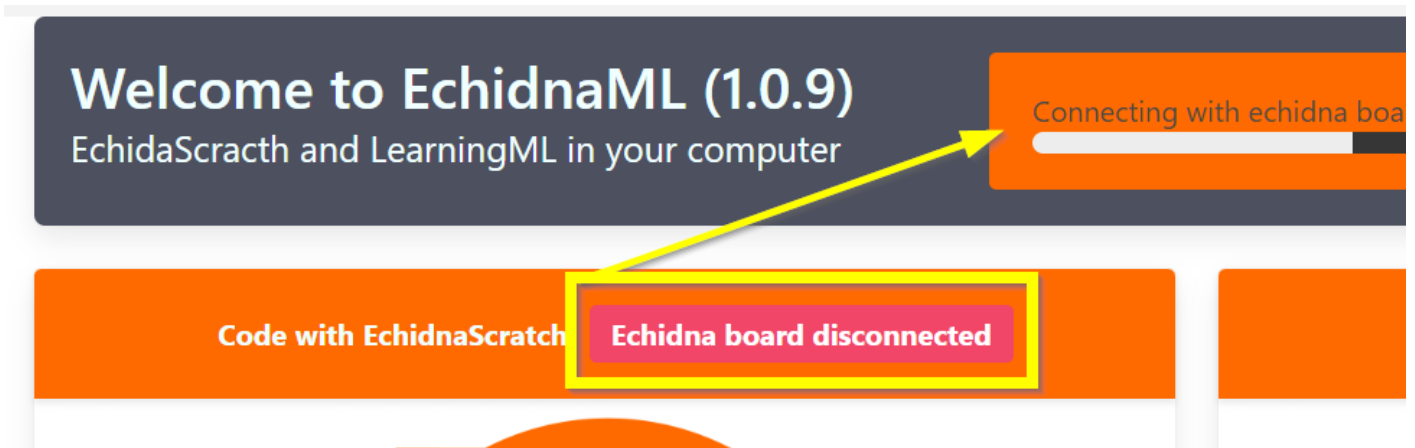 Welcome to EchidnaML (1.0.9)
EchidaScracth and LearningML in your computer
Connecting with echidna boa
Code with EchidnaScratch
Echidna board disconnected